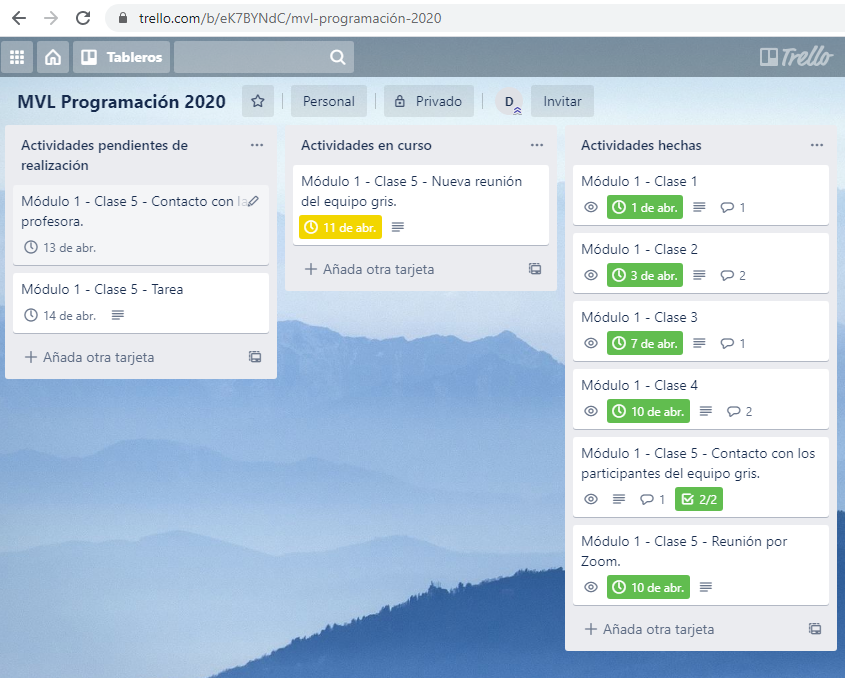 trello.com/b/eK7BYNdC/mvl-programación-2020
Tableros
Trello
MVL Programación 2020
Personal
Privado
D
Invitar
Actividades pendientes de
realización
Módulo 1 - Clase 5 - Contacto con la
profesora.
13 de abr.
Módulo 1 - Clase 5 - Tarea
14 de abr.
+ Añada otra tarjeta
Actividades en curso
Módulo 1 - Clase 5 - Nueva reunión
del equipo gris.
11 de abr.
+ Añada otra tarjeta
Actividades hechas
Módulo 1 - Clase 1
1 de abr. 1
Módulo 1 - Clase 2
3 de abr. 2
Módulo 1 - Clase 3
7 de abr. 1
Módulo 1 - Clase 4
10 de abr. 2
Módulo 1 - Clase 5 - Contacto con los
participantes del equipo gris.
1 2/2
Módulo 1 - Clase 5 - Reunión por
Zoom.
10 de abr.
+ Añada otra tarjeta